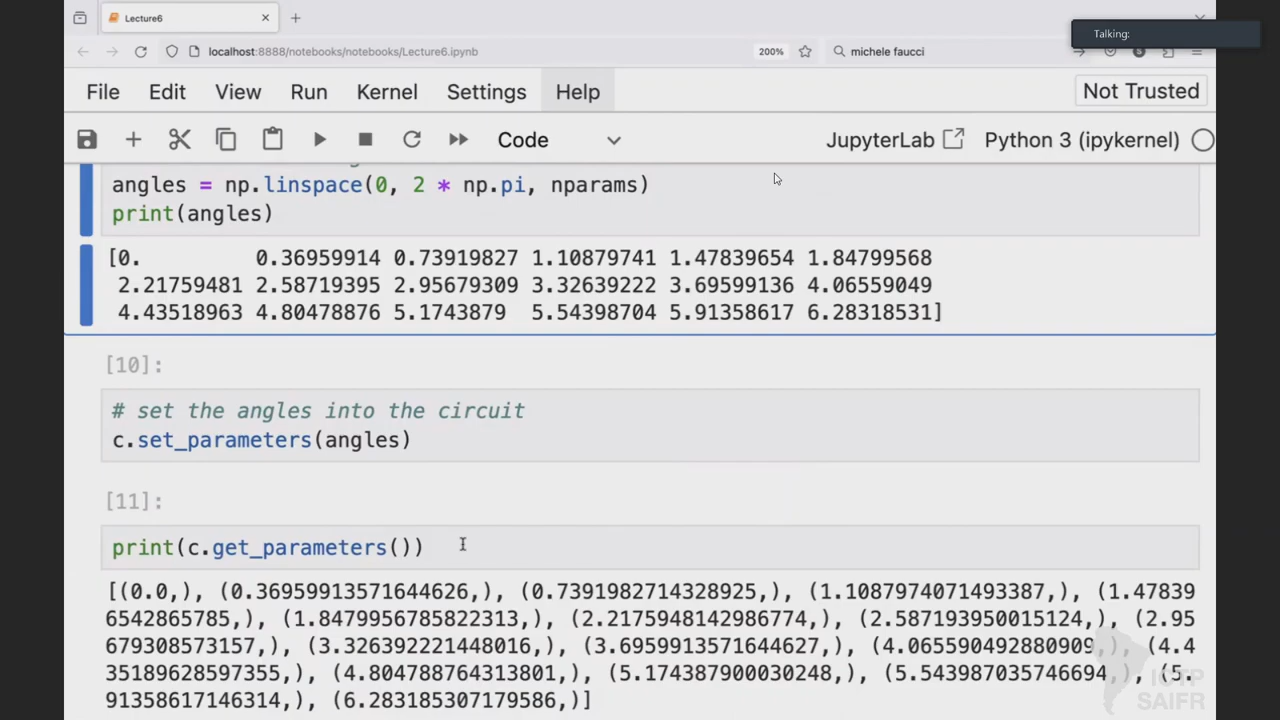 Lecture6
localhost:8888/notebooks/notebooks/Lecture6.ipynb
200%
michele faucci
Talking:
File Edit View Run Kernel Settings Help
Not Trusted
Code
JupyterLab
Python 3 (ipykernel)
angles = np.linspace(0, 2 * np.pi, nparams)
print(angles)
[0. 0.36959914 0.73919827 1.10879741 1.47839654 1.84799568
2.21759481 2.58719395 2.95679309 3.32639222 3.69599136 4.06559049
4.43518963 4.80478876 5.1743879 5.54398704 5.91358617 6.28318531]
[10]:
# set the angles into the circuit
c.set_parameters(angles)
[11]:
print(c.get_parameters())
[(0.0,), (0.36959913571644626,), (0.7391982714328925,), (1.1087974071493387,), (1.47839
6542865785,), (1.8479956785822313,), (2.2175948142986774,), (2.587193950015124,), (2.95
679308573157,), (3.326392221448016,), (3.6959913571644627,), (4.065590492880909,), (4.4
35189628597355,), (4.804788764313801,), (5.174387900030248,), (5.543987035746694,), (5.
91358617146314,), (6.283185307179586,)]
ICTP
SAIFR